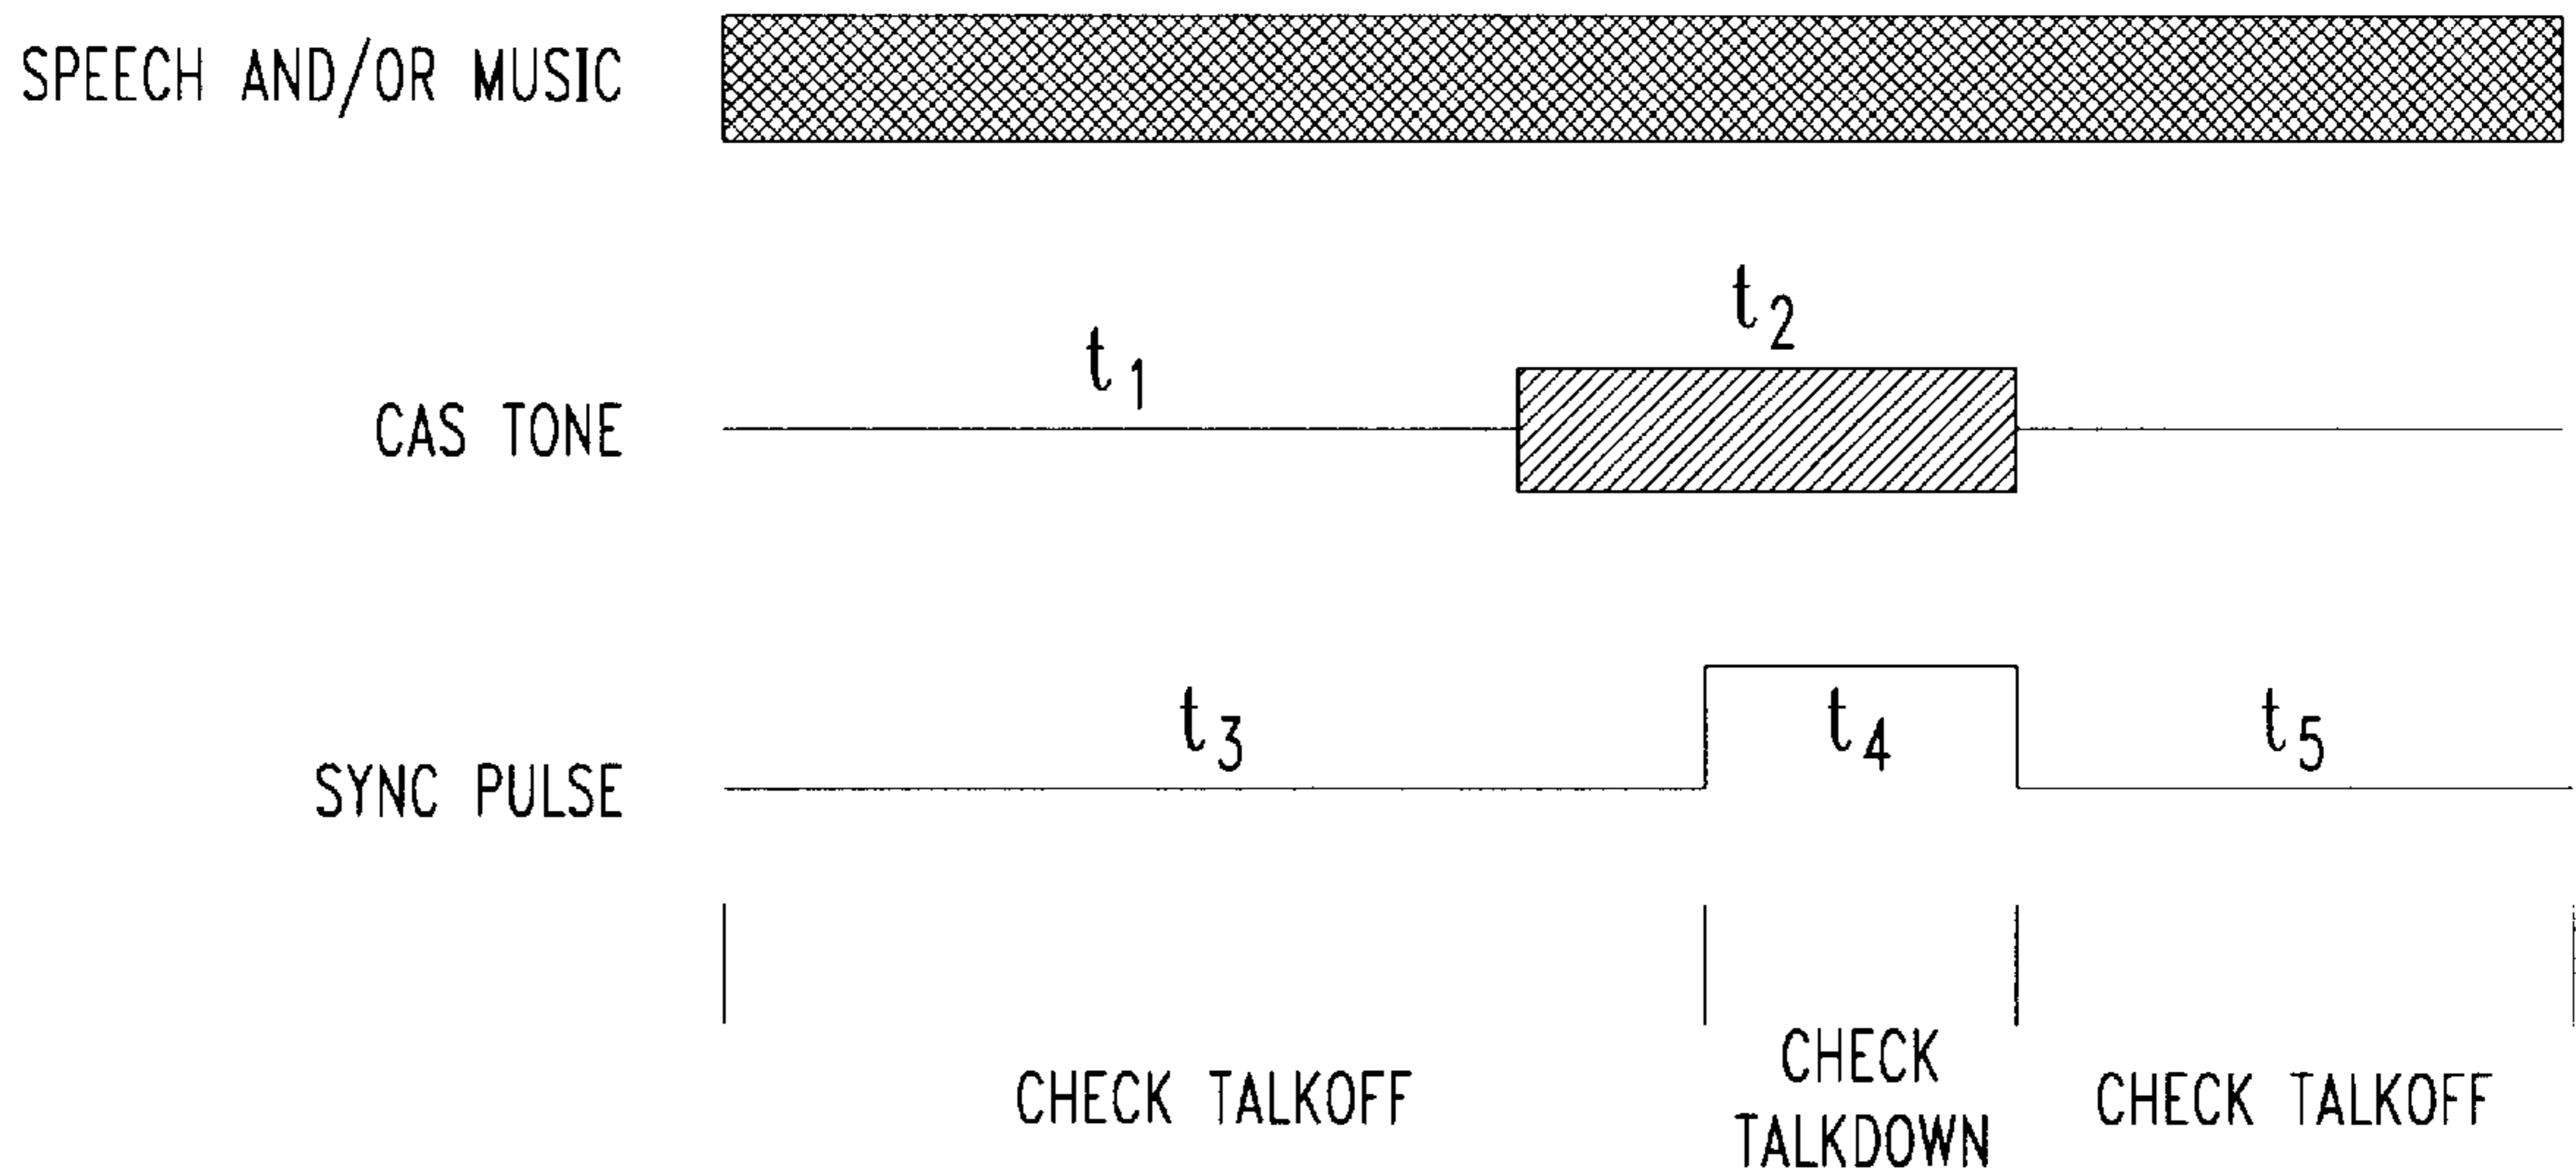 SPEECH AND/OR MUSIC
t2
t1
CAS TONE
t3
t4
t5
SYNC PULSE
CHECK TALKOFF
CHECK
TALKDOWN
CHECK TALKOFF